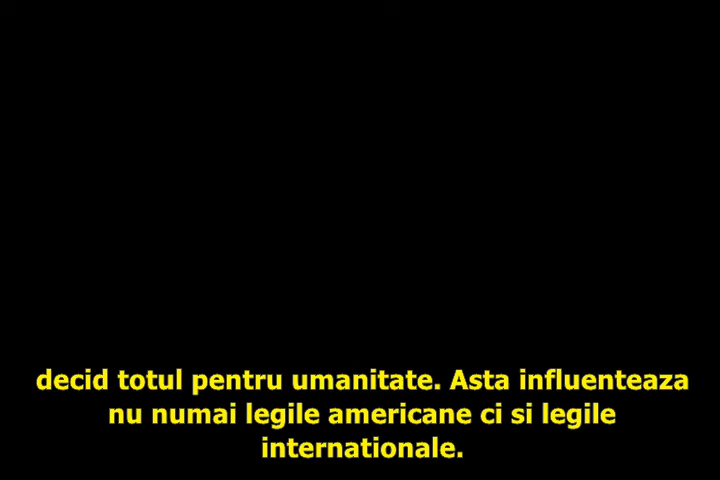 decid totul pentru umanitate. Asta influenteaza
nu numai legile americane ci si legile
internationale.